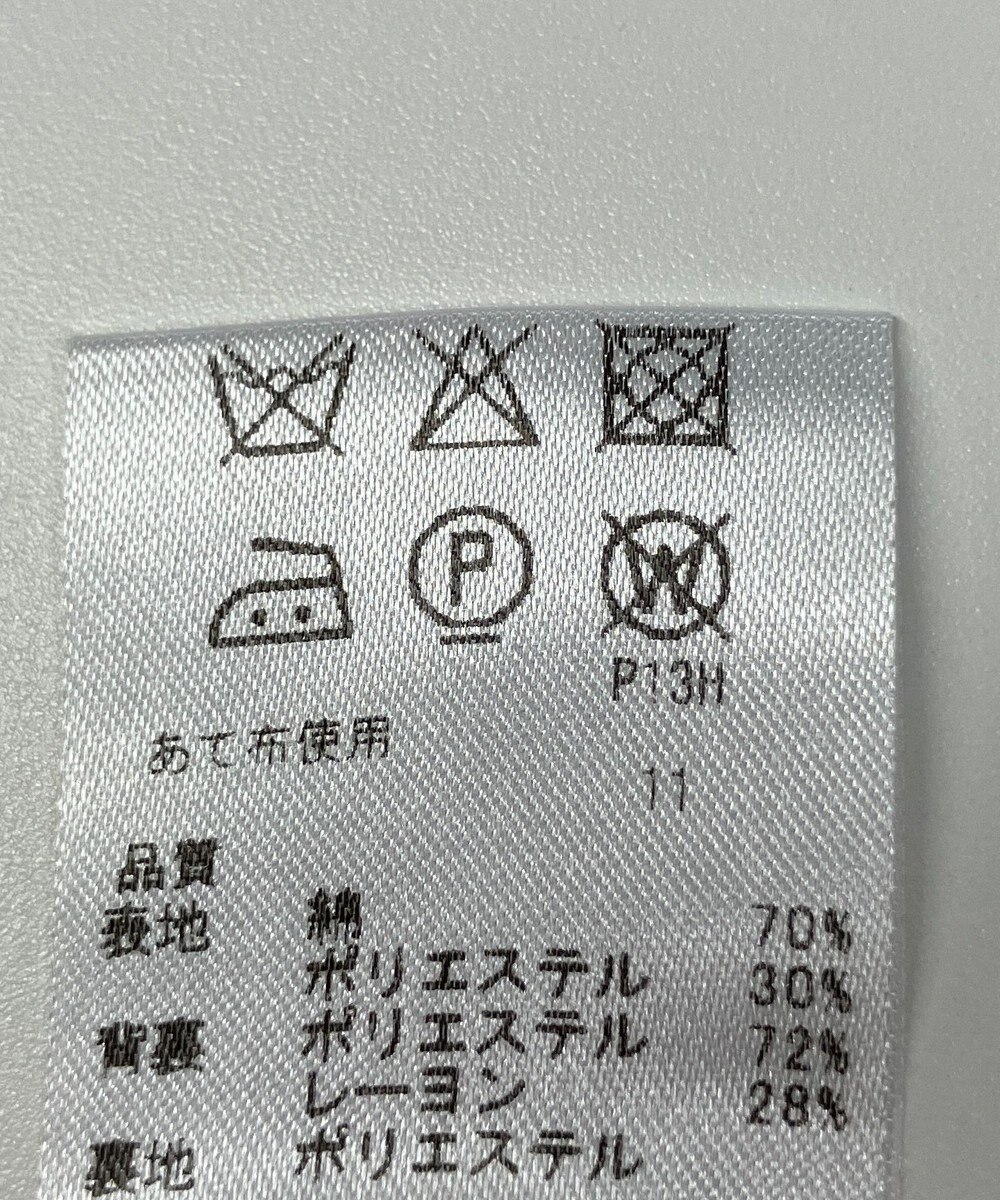 P
W
P13H
あて布使用
11
品質
表地 綿 70%
ポリエステル 30%
背裏 ポリエステル 72%
レーヨン 28%
裏地 ポリエステル